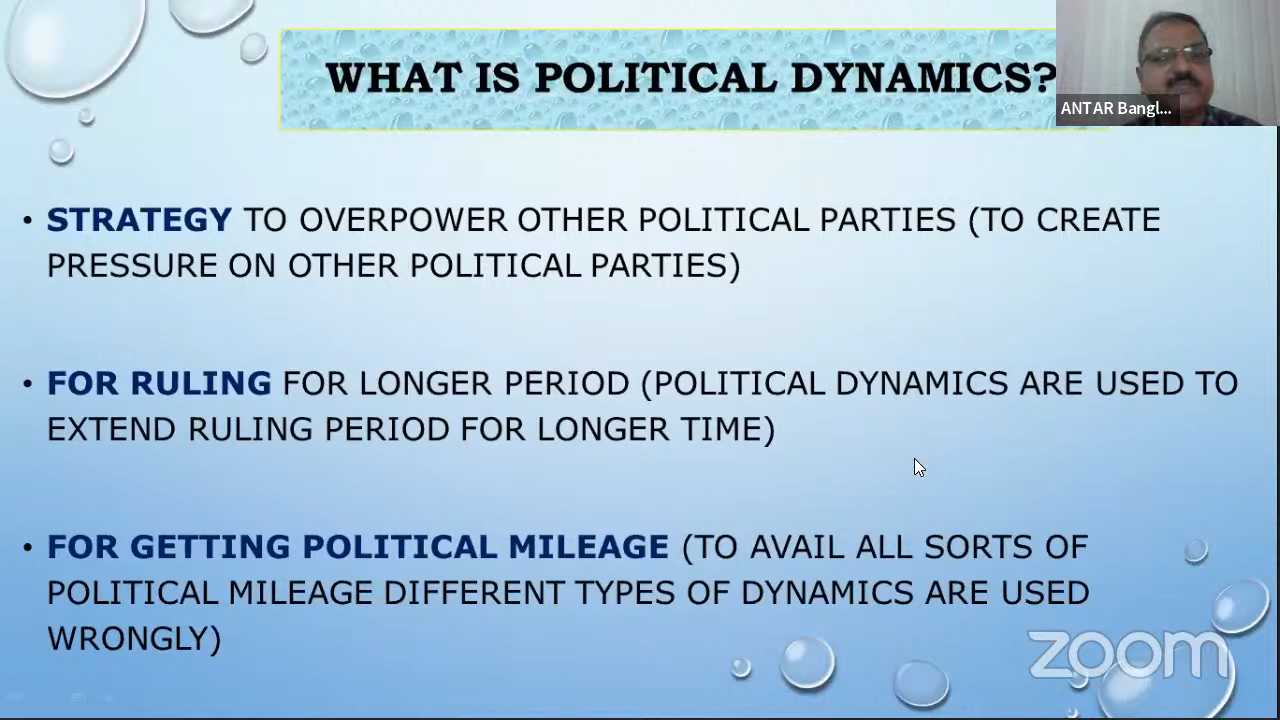 WHAT IS POLITICAL DYNAMICS?
ANTAR Bangl...
• STRATEGY TO OVERPOWER OTHER POLITICAL PARTIES (TO CREATE
PRESSURE ON OTHER POLITICAL PARTIES)
• FOR RULING FOR LONGER PERIOD (POLITICAL DYNAMICS ARE USED TO
EXTEND RULING PERIOD FOR LONGER TIME)
• FOR GETTING POLITICAL MILEAGE (TO AVAIL ALL SORTS OF
POLITICAL MILEAGE DIFFERENT TYPES OF DYNAMICS ARE USED
WRONGLY)
zoom